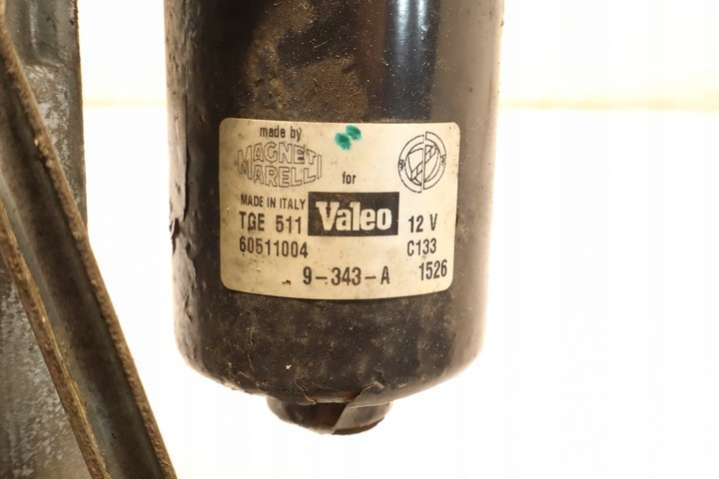 made by
MAGNETI
MARELLI
for
MADE IN ITALY
TGE 511 Valeo 12 V
60511004 C133
9-343-A 1526